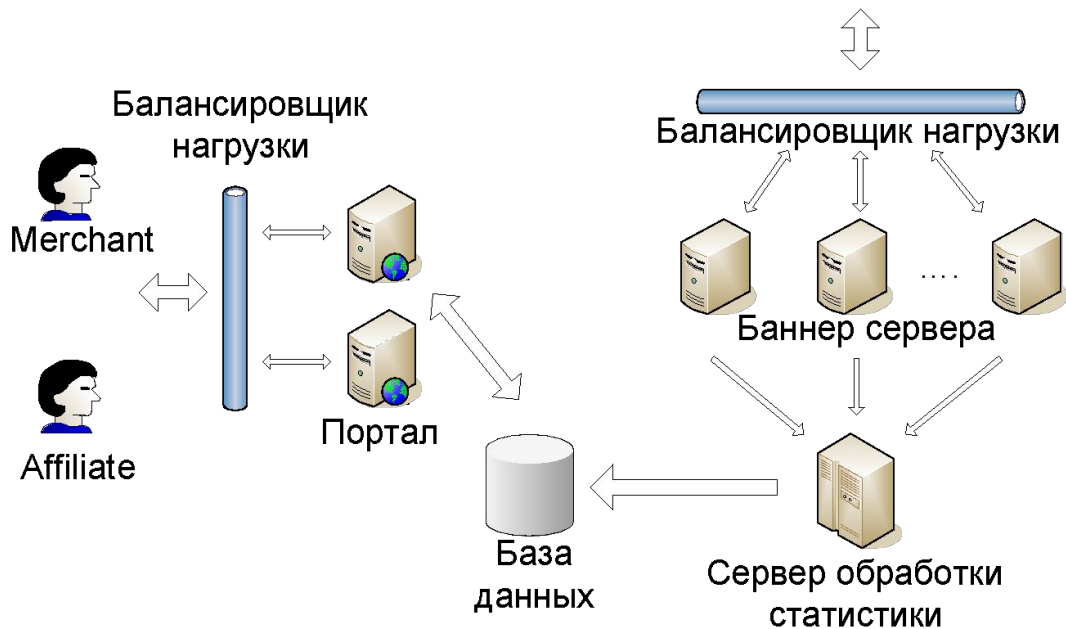 Балансировщик
нагрузки
Балансировщик нагрузки
Merchant
....
Баннер сервера
Портал
Affiliate
База
данных
Сервер обработки
статистики